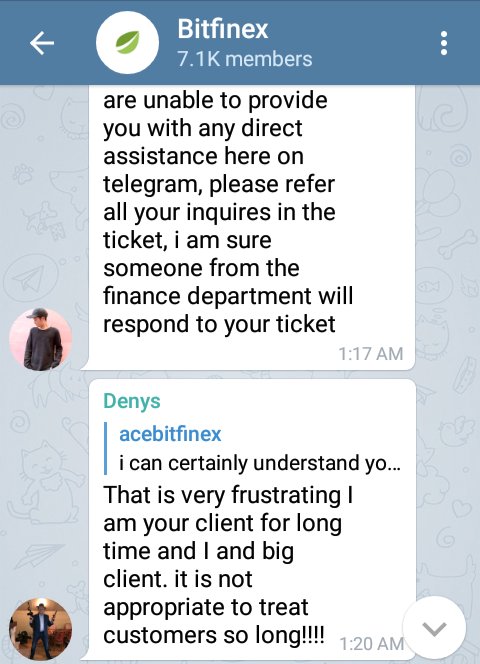 Bitfinex
7.1K members
are unable to provide
you with any direct
assistance here on
telegram, please refer
all your inquires in the
ticket, i am sure
someone from the
finance department will
respond to your ticket
1:17 AM
Denys
acebitfinex
i can certainly understand yo...
That is very frustrating I
am your client for long
time and I and big
client. it is not
appropriate to treat
customers so long!!!!
1:20 AM